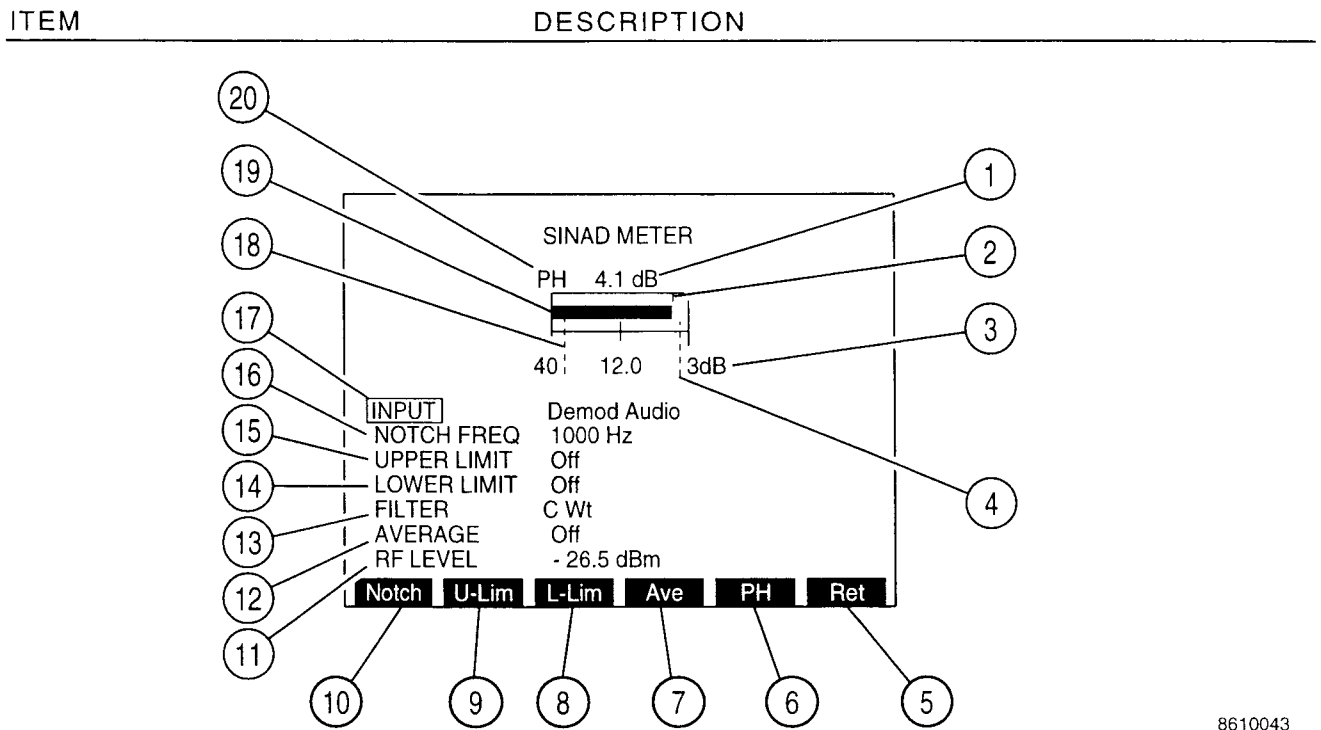 ITEM DESCRIPTION
20
19
18
17
16
15
14
13
12
11
1
2
3
4
SINAD METER
PH 4.1 dB
40 12.0 3dB
INPUT Demod Audio
NOTCH FREQ 1000 Hz
UPPER LIMIT Off
LOWER LIMIT Off
FILTER C Wt
AVERAGE Off
RF LEVEL - 26.5 dBm
Notch U-Lim L-Lim Ave PH Ret
10 9 8 7 6 5
8610043